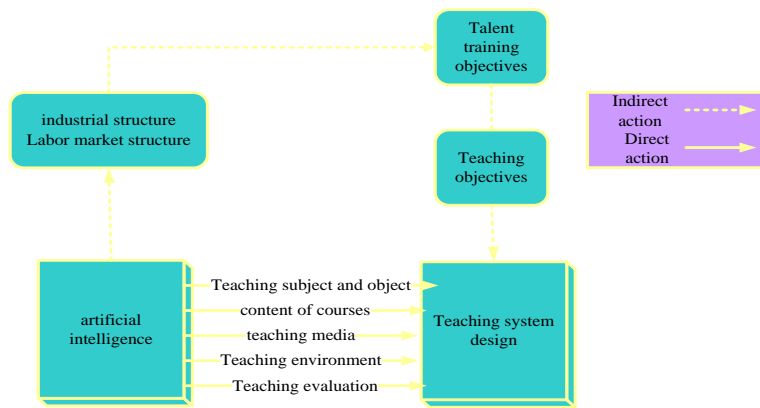 Talent
training
objectives
industrial structure
Labor market structure
Indirect
action
Direct
action
Teaching
objectives
artificial
intelligence
Teaching subject and object
content of courses
teaching media
Teaching environment
Teaching evaluation
Teaching system
design